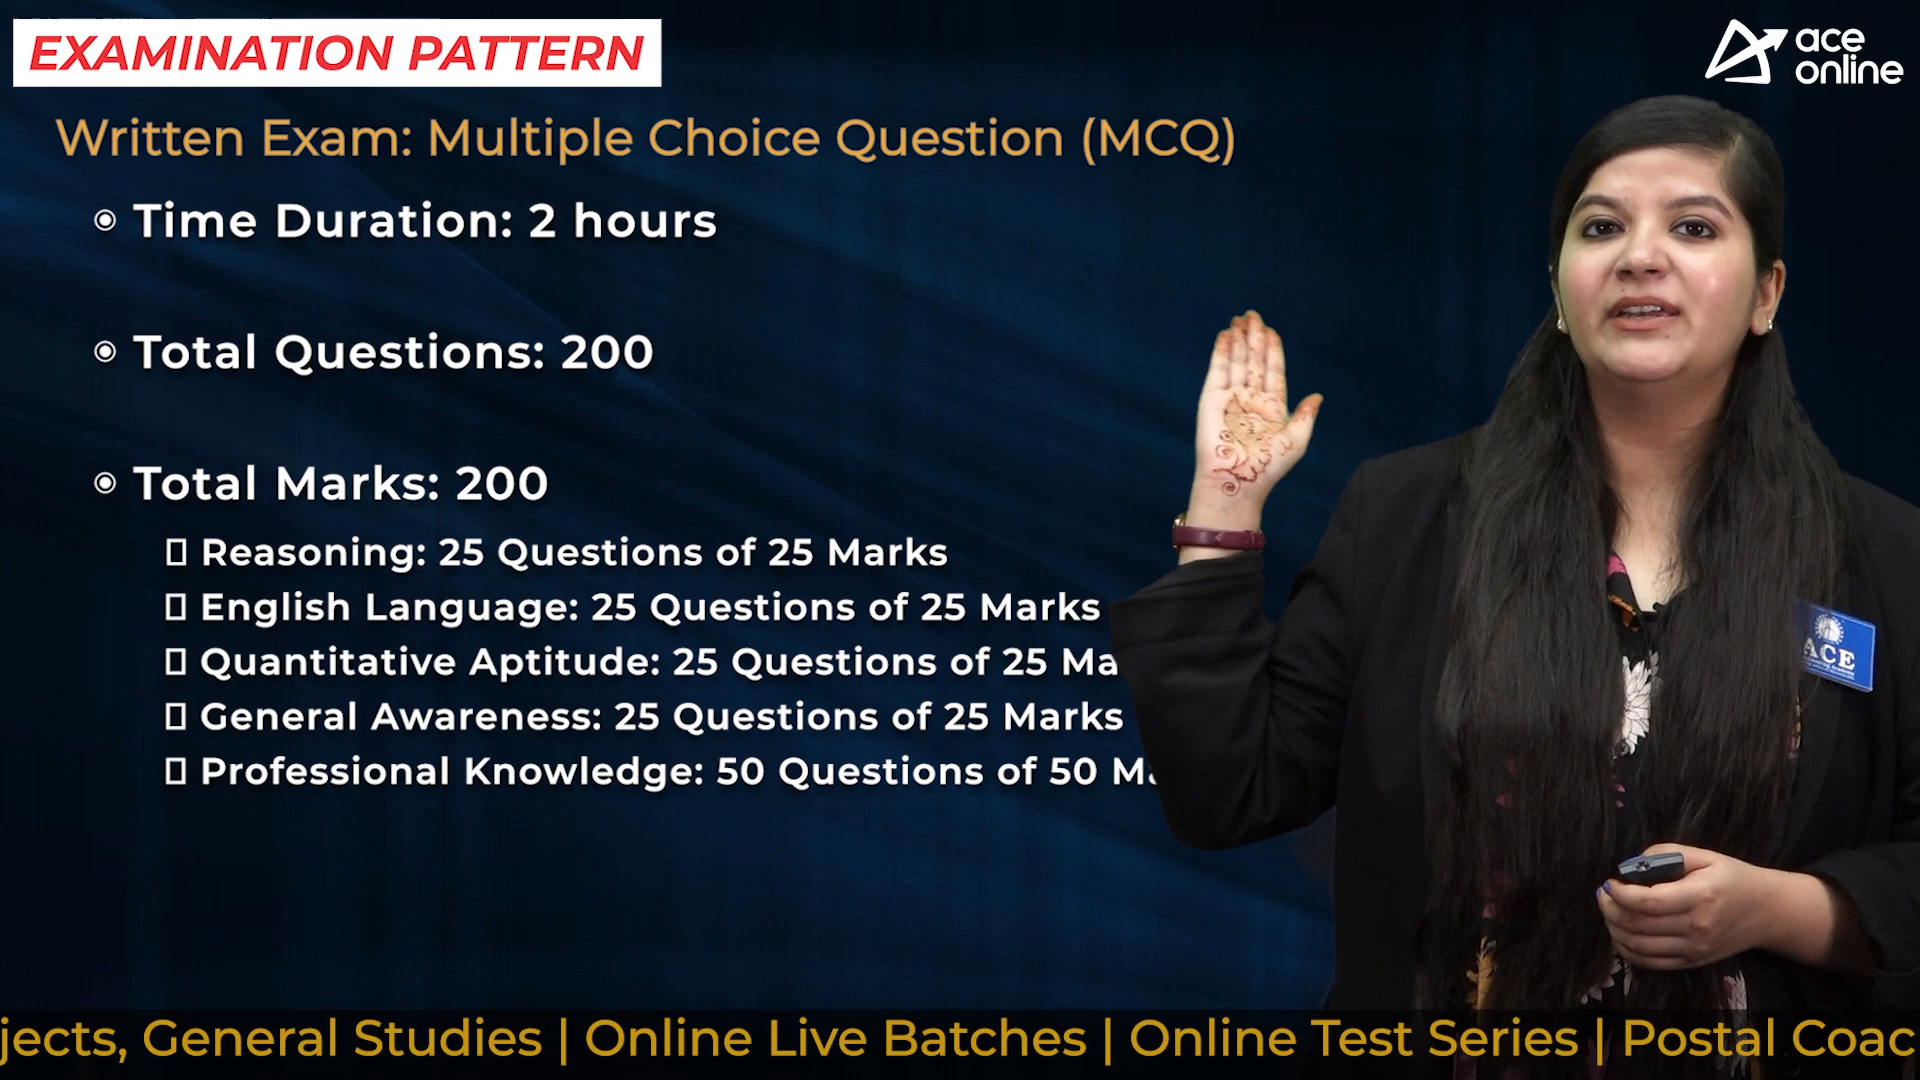 EXAMINATION PATTERN
ace
online
Written Exam: Multiple Choice Question (MCQ)
Time Duration: 2 hours
Total Questions: 200
Total Marks: 200
Reasoning: 25 Questions of 25 Marks
English Language: 25 Questions of 25 Marks
Quantitative Aptitude: 25 Questions of 25 Ma
General Awareness: 25 Questions of 25 Marks
Professional Knowledge: 50 Questions of 50 Ma
ACE
jects, General Studies | Online Live Batches | Online Test Series | Postal Coac